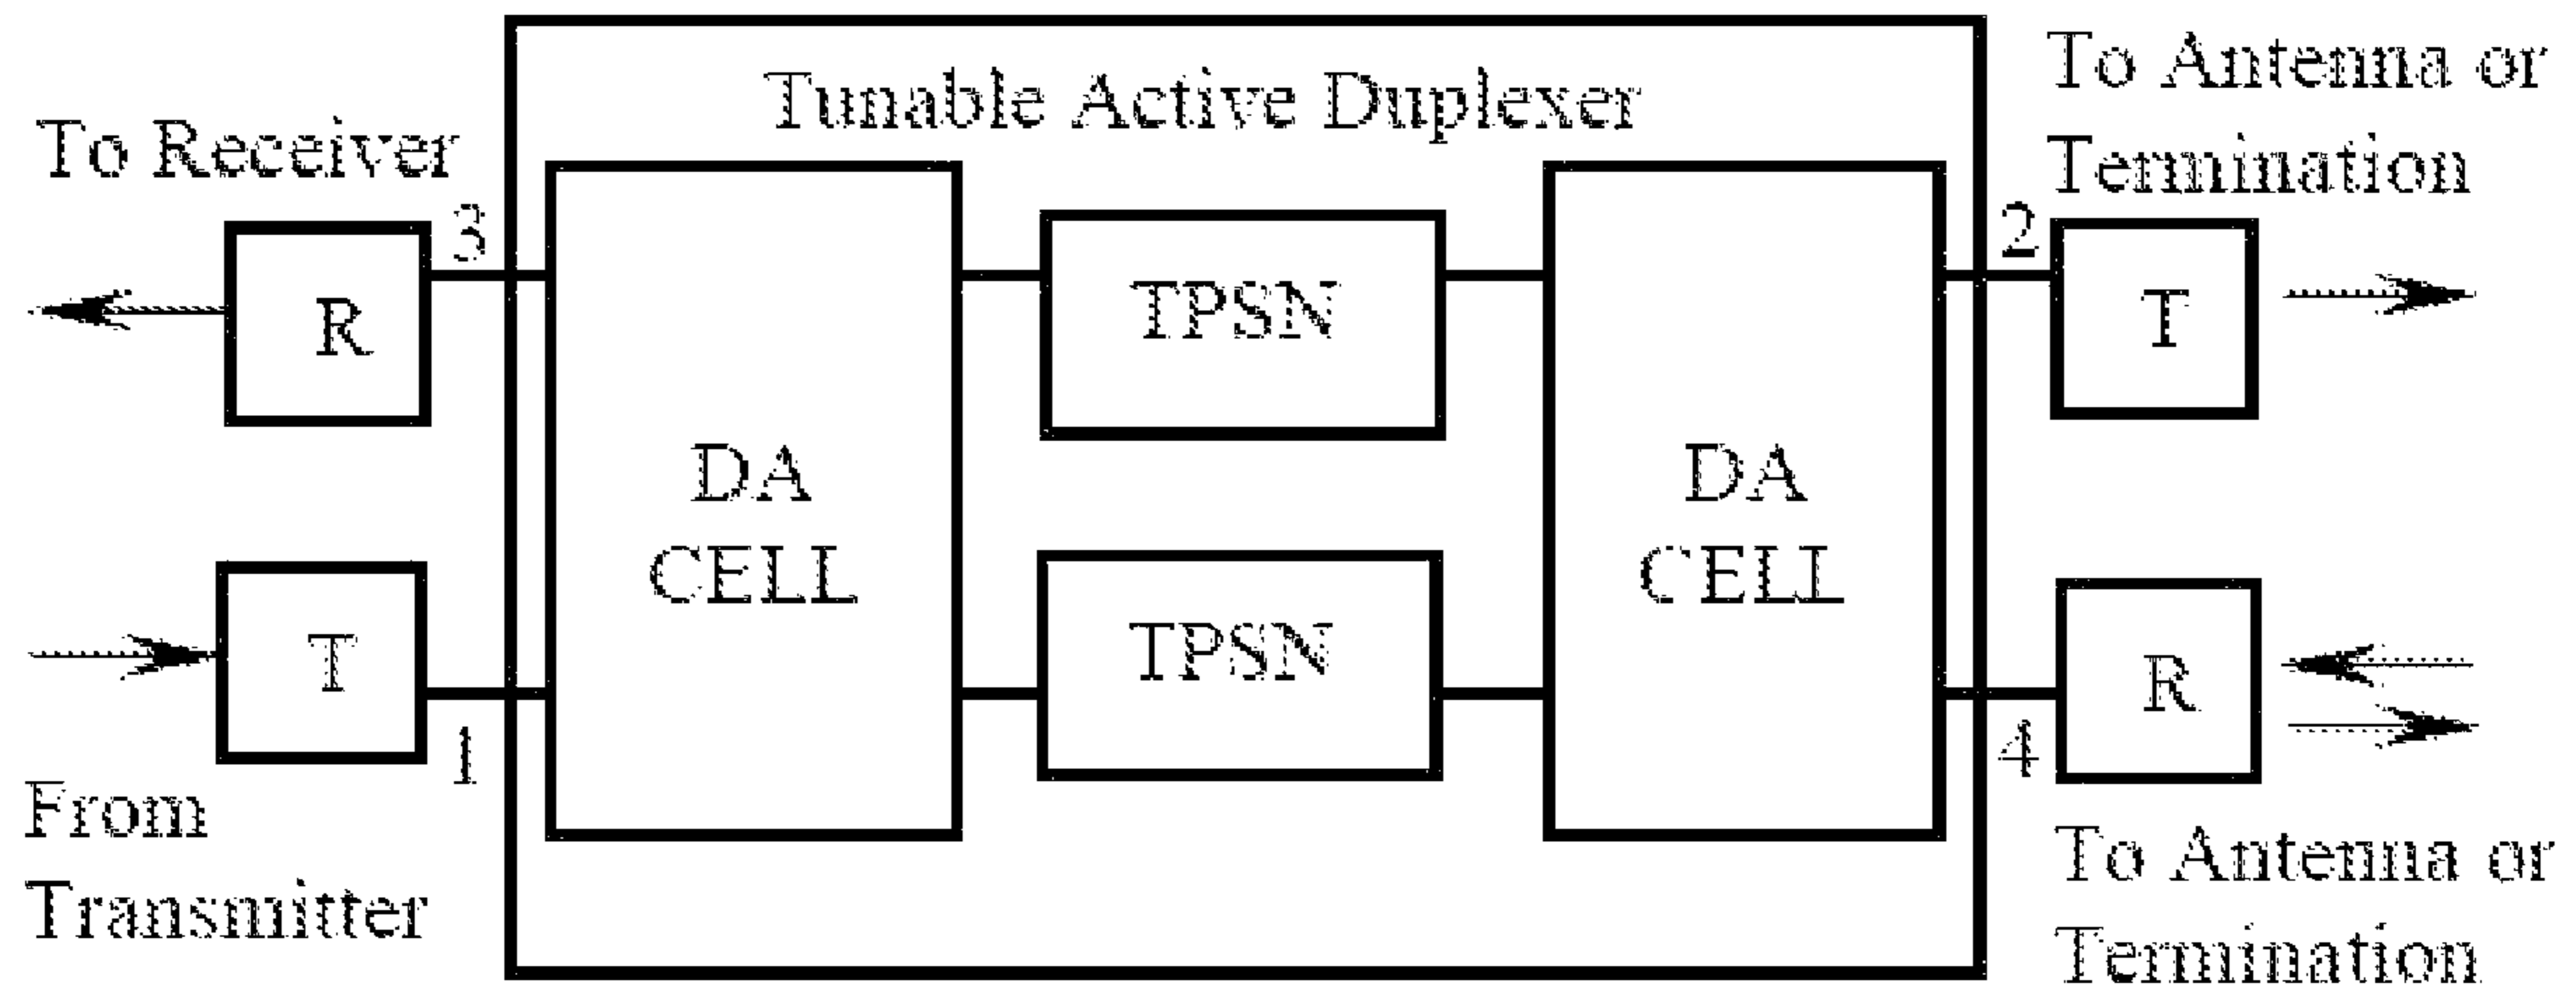 Tunable Active Duplexer
To Receiver
3
R
T
1
From
Transmitter
DA
CELL
TPSN
TPSN
DA
CELL
To Antenna or
Termination
2
T
R
4
To Antenna or
Termination